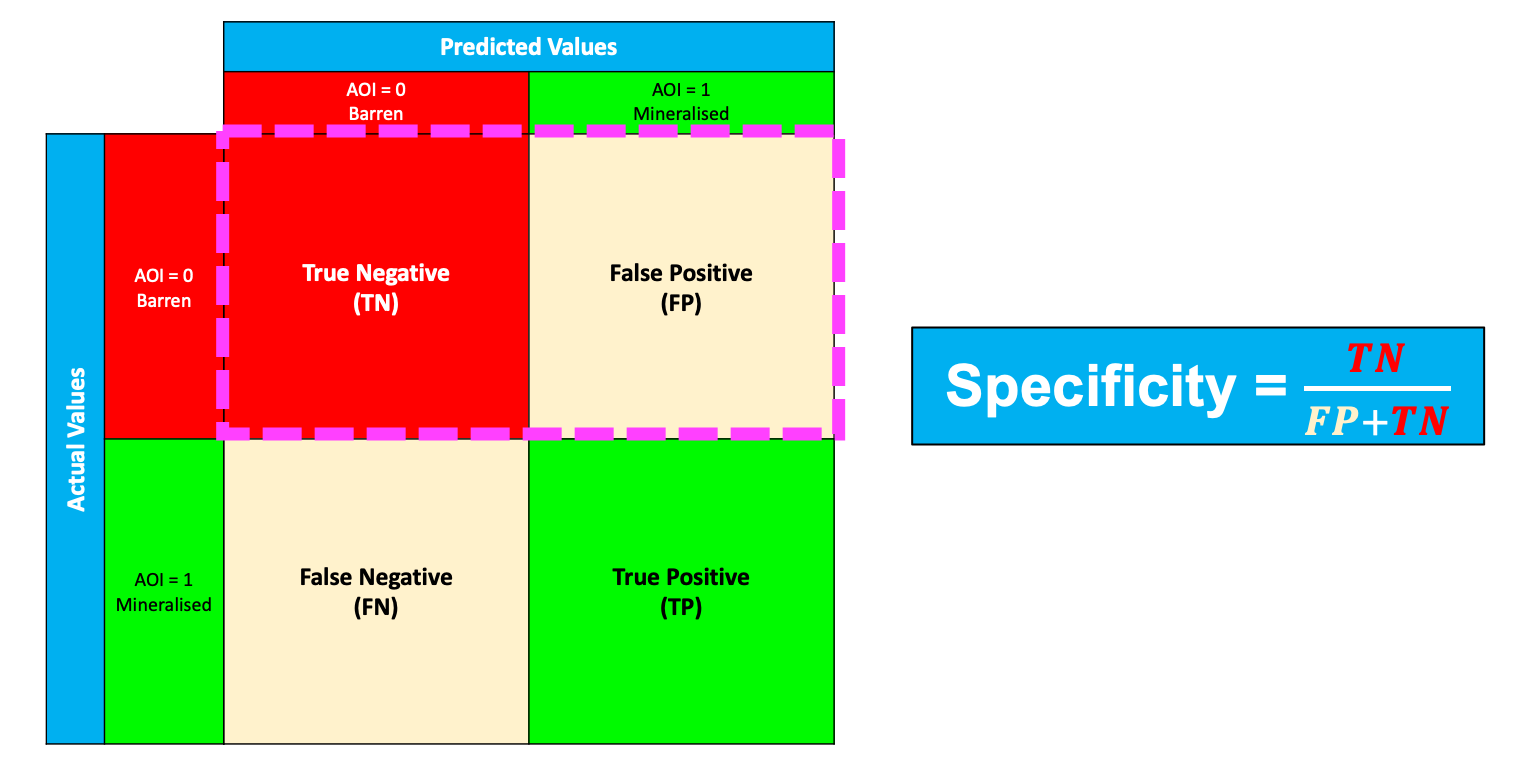 Predicted Values
AOI = 0
Barren
AOI = 1
Mineralised
Actual Values
AOI = 0
Barren
True Negative
(TN)
False Positive
(FP)
Specificity = TN / FP+TN
AOI = 1
Mineralised
False Negative
(FN)
True Positive
(TP)